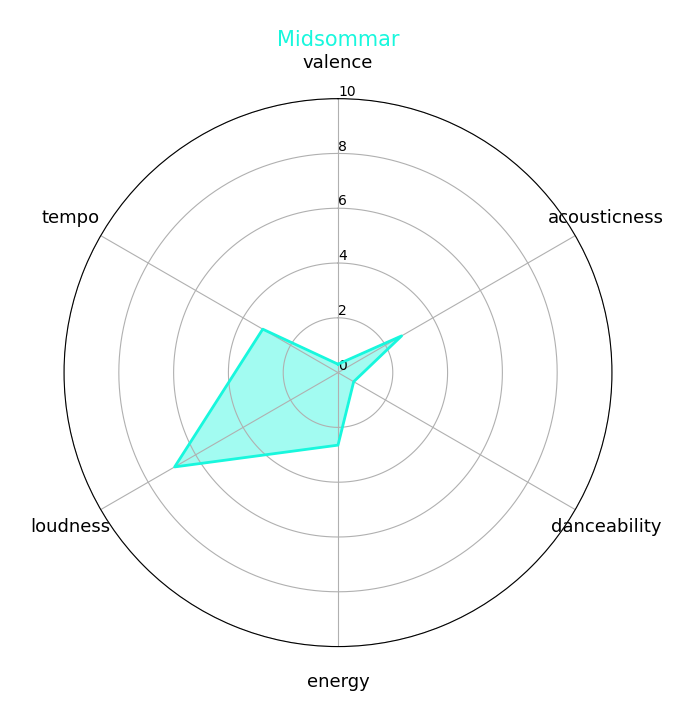 Midsommar
valence
10
8
tempo
acousticness
6
4
2
0
loudness
danceability
energy